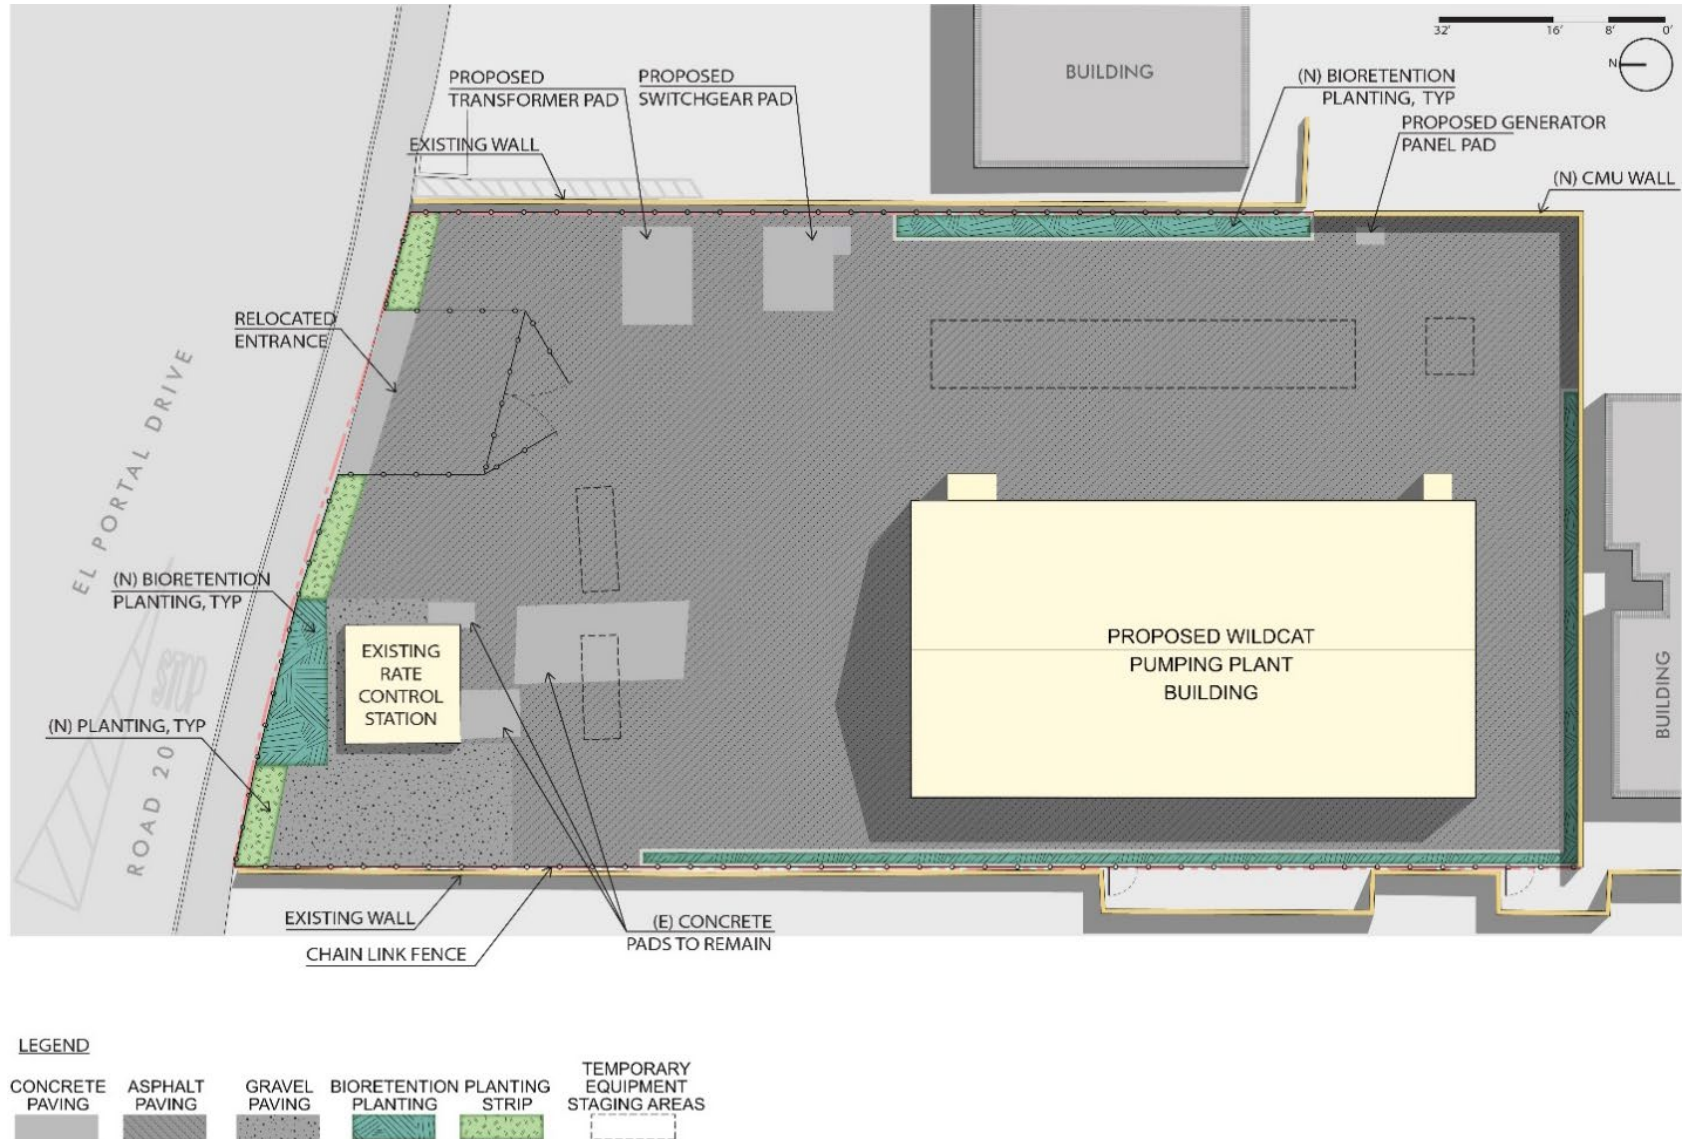 32'
16'
8'
0'
N
PROPOSED
TRANSFORMER PAD
PROPOSED
SWITCHGEAR PAD
BUILDING
(N) BIORETENTION
PLANTING, TYP
PROPOSED GENERATOR
PANEL PAD
EXISTING WALL
(N) CMU WALL
RELOCATED
ENTRANCE
EL PORTAL DRIVE
(N) BIORETENTION
PLANTING, TYP
STOP
ROAD 20
(N) PLANTING, TYP
EXISTING
RATE
CONTROL
STATION
PROPOSED WILDCAT
PUMPING PLANT
BUILDING
BUILDING
EXISTING WALL
CHAIN LINK FENCE
(E) CONCRETE
PADS TO REMAIN
LEGEND
CONCRETE
PAVING
ASPHALT
PAVING
GRAVEL
PAVING
BIORETENTION
PLANTING
PLANTING
STRIP
TEMPORARY
EQUIPMENT
STAGING AREAS